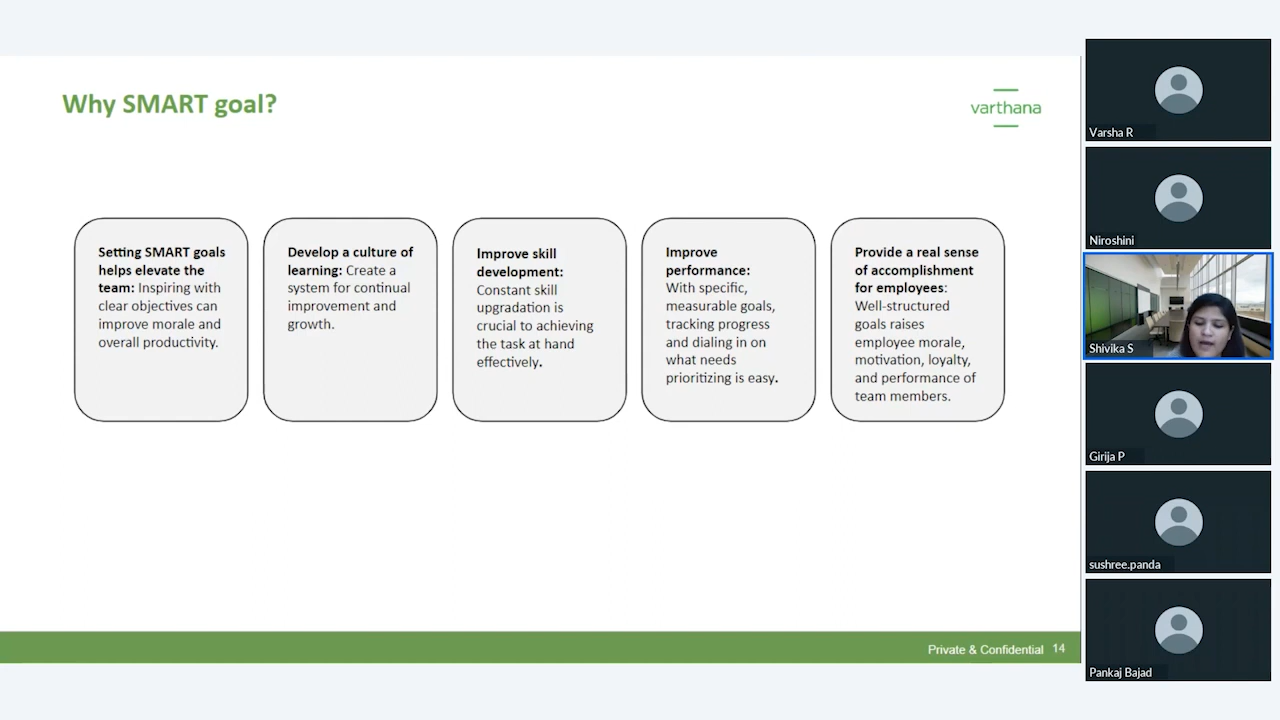 Why SMART goal?
varthana
Setting SMART goals
helps elevate the
team: Inspiring with
clear objectives can
improve morale and
overall productivity.
Develop a culture of
learning: Create a
system for continual
improvement and
growth.
Improve skill
development:
Constant skill
upgradation is
crucial to achieving
the task at hand
effectively.
Improve
performance:
With specific,
measurable goals,
tracking progress
and dialing in on
what needs
prioritizing is easy.
Provide a real sense
of accomplishment
for employees:
Well-structured
goals raises
employee morale,
motivation, loyalty,
and performance of
team members.
Private & Confidential 14
Varsha R
Niroshini
Shivika S
Girija P
sushree.panda
Pankaj Bajad